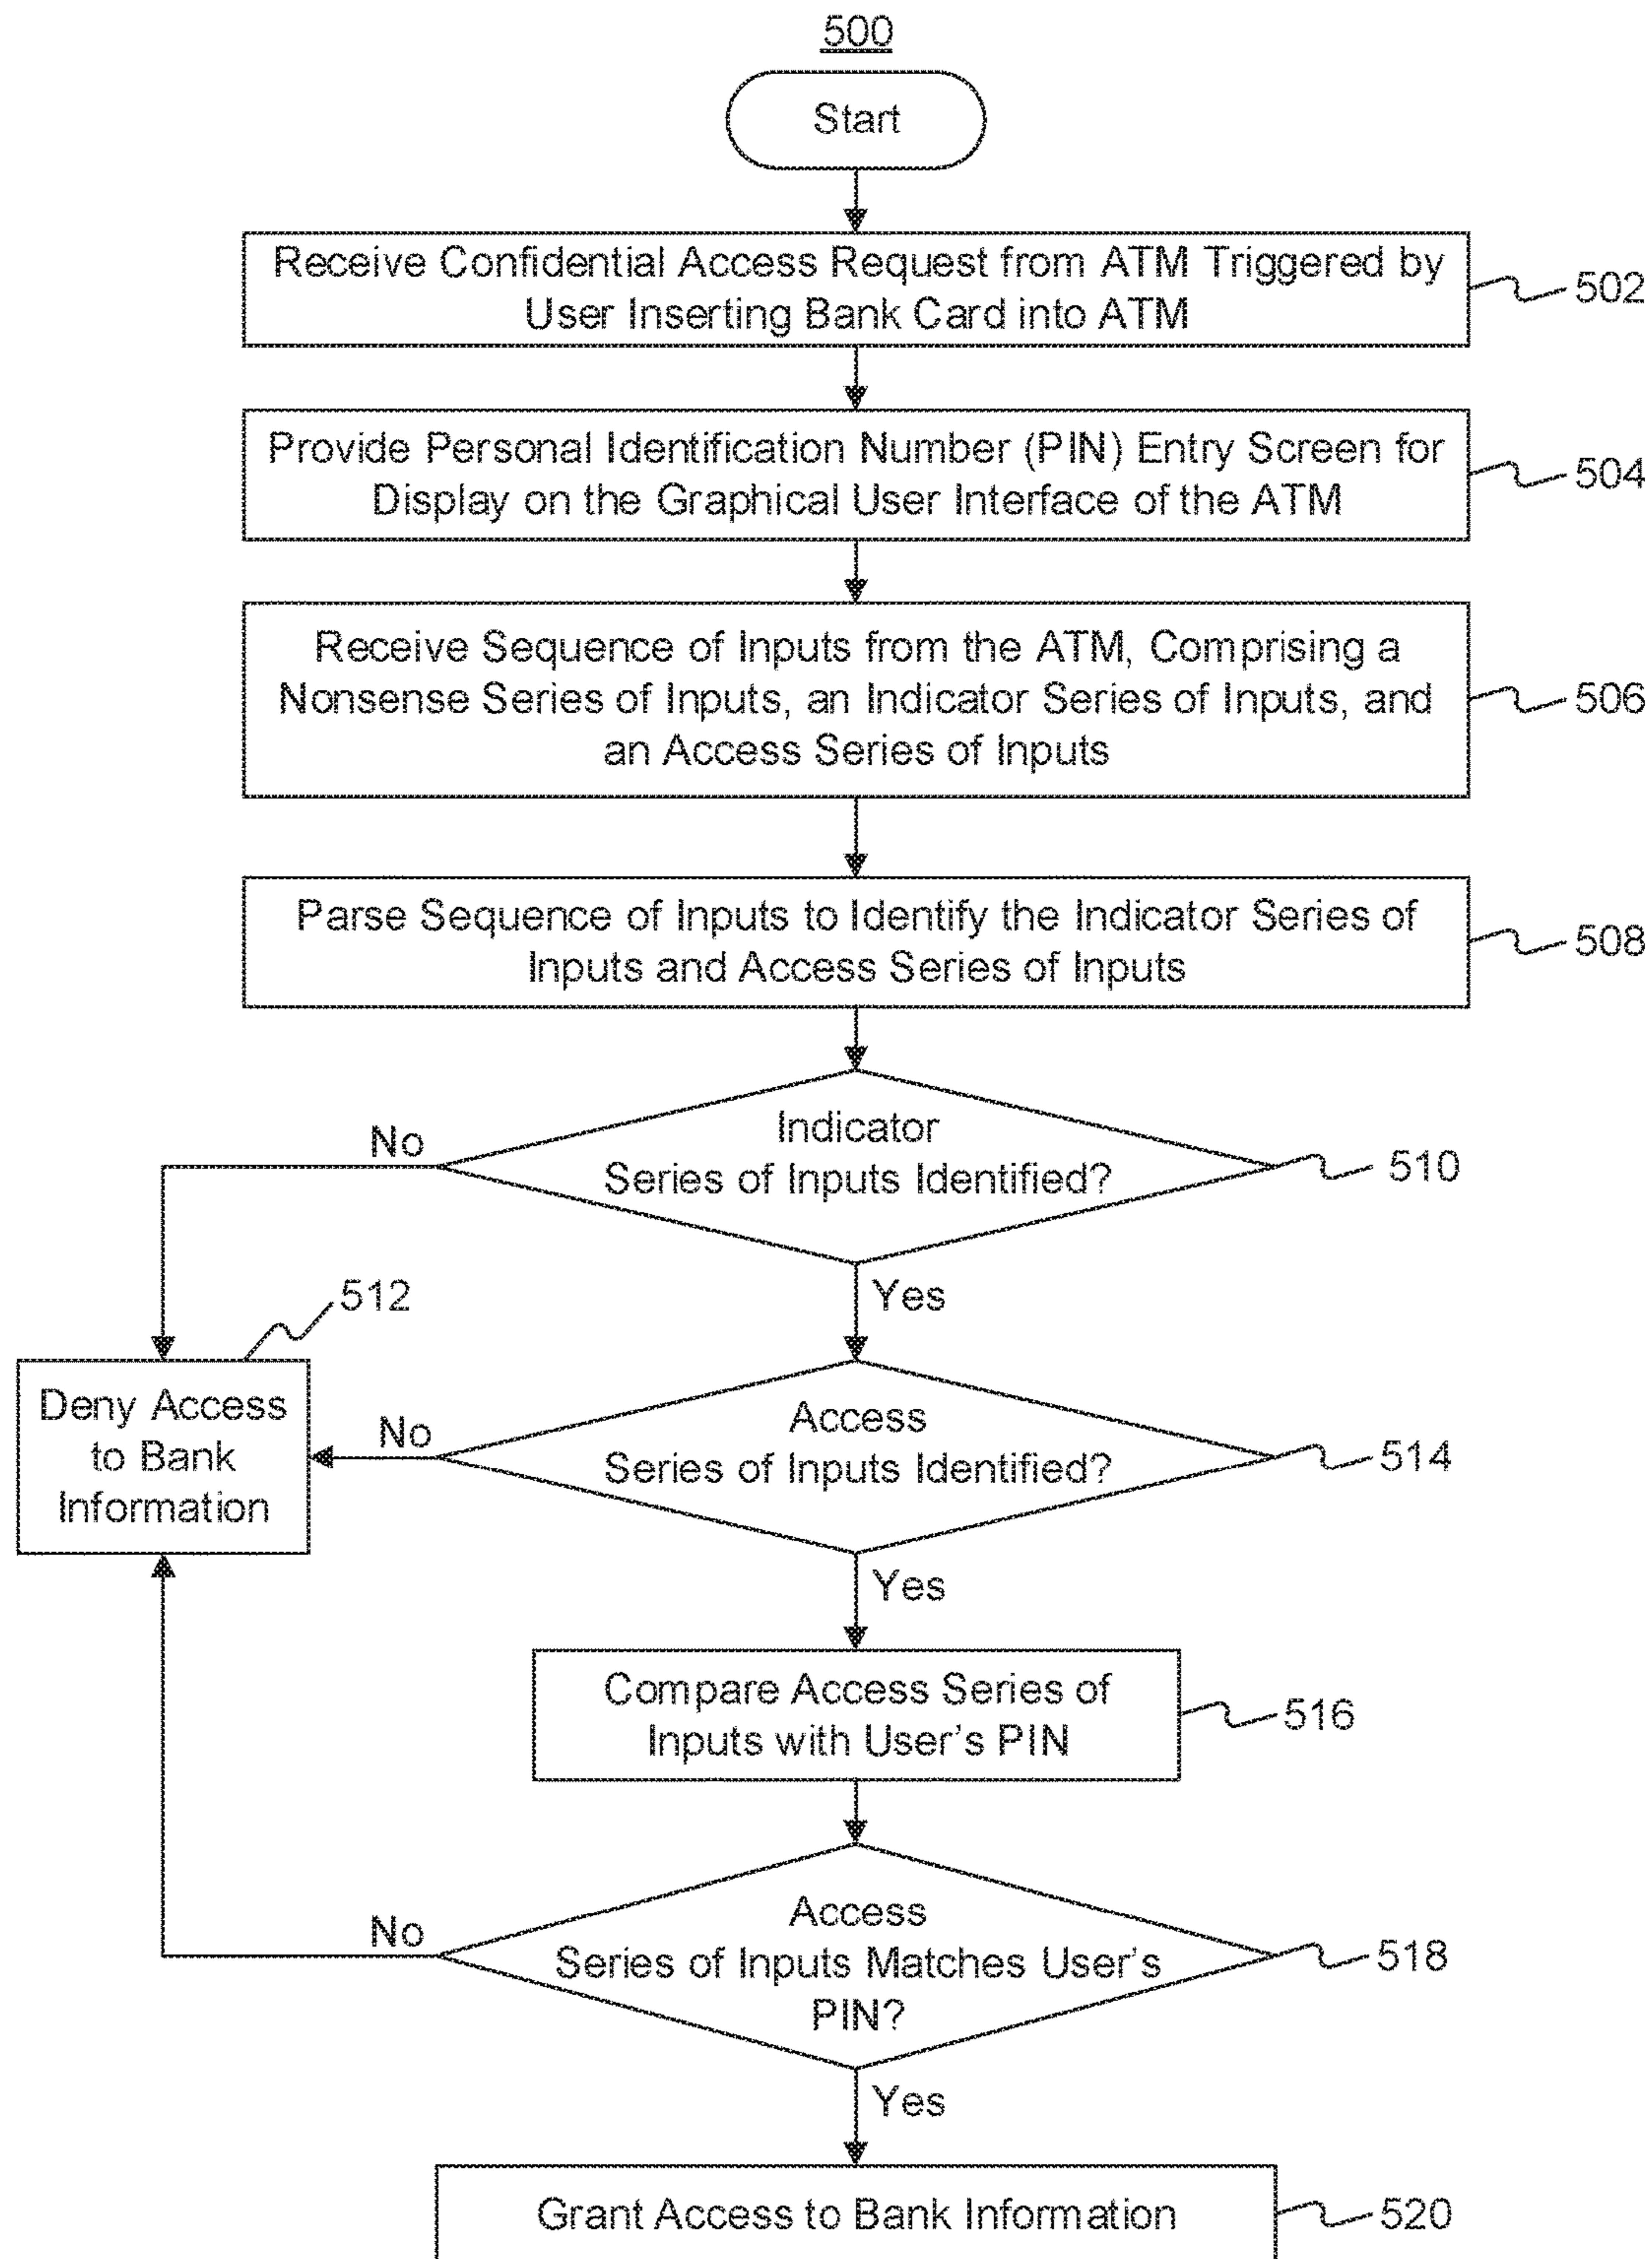 500
Start
Receive Confidential Access Request from ATM Triggered by
User Inserting Bank Card into ATM
502
Provide Personal Identification Number (PIN) Entry Screen for
Display on the Graphical User Interface of the ATM
504
Receive Sequence of Inputs from the ATM, Comprising a
Nonsense Series of Inputs, an Indicator Series of Inputs, and
an Access Series of Inputs
506
Parse Sequence of Inputs to Identify the Indicator Series of
Inputs and Access Series of Inputs
508
Indicator
Series of Inputs Identified?
510
No
Yes
512
Deny Access
to Bank
Information
Access
Series of Inputs Identified?
514
No
Yes
Compare Access Series of
Inputs with User's PIN
516
Access
Series of Inputs Matches User's
PIN?
518
No
Yes
Grant Access to Bank Information
520